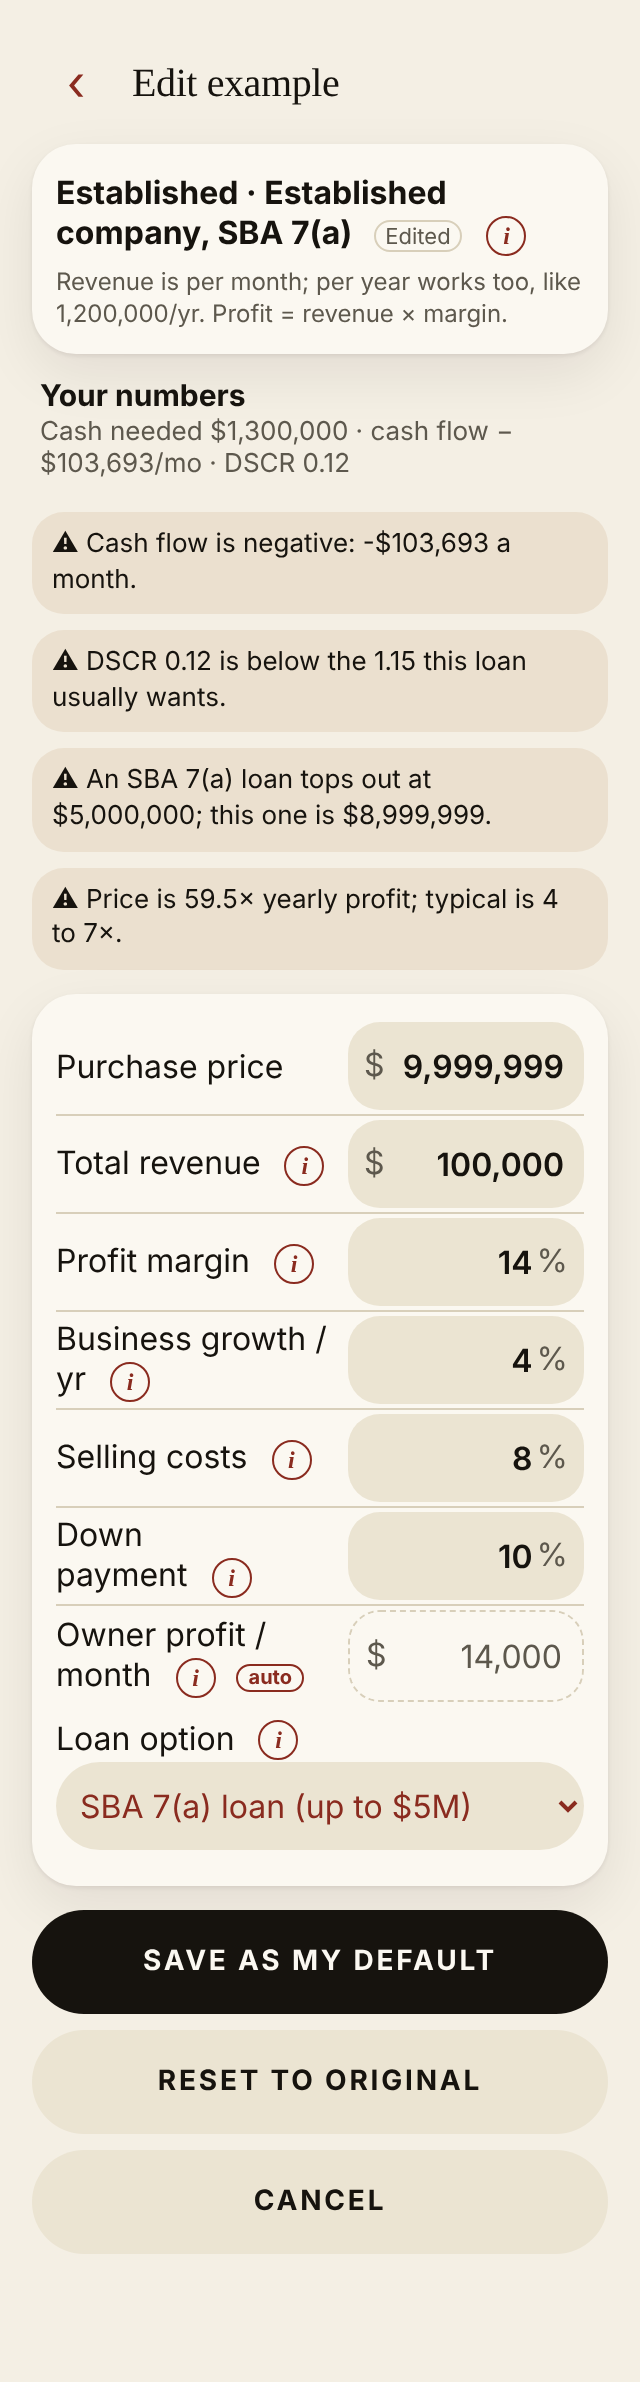 ‹ Edit example
Established · Established
company, SBA 7(a) Edited i
Revenue is per month; per year works too, like
1,200,000/yr. Profit = revenue × margin.
Your numbers
Cash needed $1,300,000 · cash flow −
$103,693/mo · DSCR 0.12
⚠ Cash flow is negative: -$103,693 a
month.
⚠ DSCR 0.12 is below the 1.15 this loan
usually wants.
⚠ An SBA 7(a) loan tops out at
$5,000,000; this one is $8,999,999.
⚠ Price is 59.5× yearly profit; typical is 4
to 7×.
Purchase price $ 9,999,999
Total revenue i $ 100,000
Profit margin i 14 %
Business growth /
yr i 4 %
Selling costs i 8 %
Down
payment i 10 %
Owner profit /
month i auto $ 14,000
Loan option i
SBA 7(a) loan (up to $5M)
SAVE AS MY DEFAULT
RESET TO ORIGINAL
CANCEL